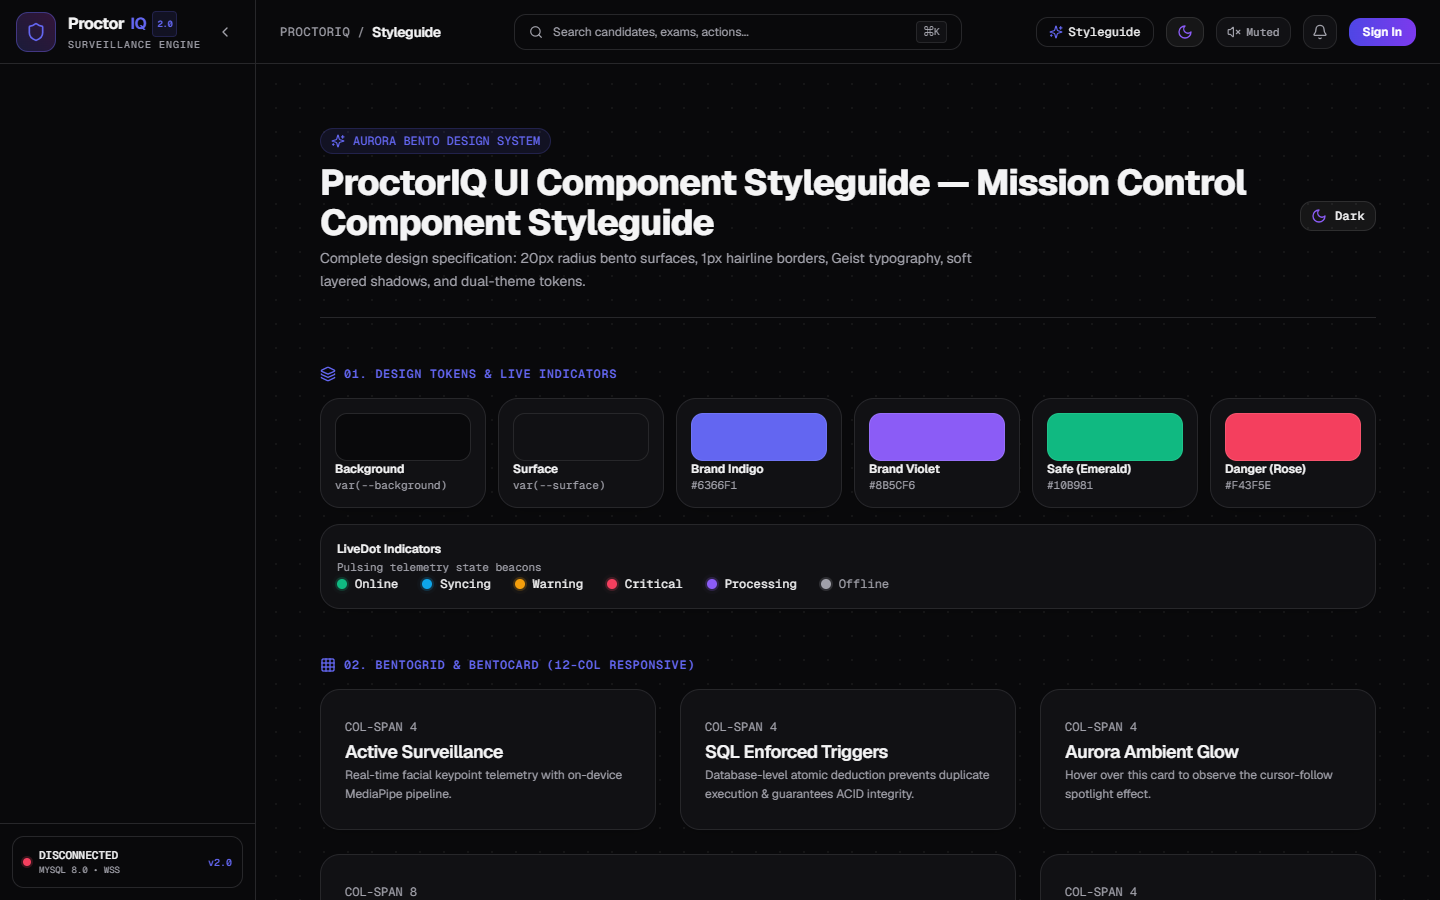 Proctor IQ 2.0
SURVEILLANCE ENGINE
PROCTORIQ / Styleguide
Search candidates, exams, actions...
⌘K
Styleguide
Muted
Sign In
AURORA BENTO DESIGN SYSTEM
ProctorIQ UI Component Styleguide — Mission Control
Component Styleguide
Complete design specification: 20px radius bento surfaces, 1px hairline borders, Geist typography, soft
layered shadows, and dual-theme tokens.
Dark
01. DESIGN TOKENS & LIVE INDICATORS
Background
var(--background)
Surface
var(--surface)
Brand Indigo
#6366F1
Brand Violet
#8B5CF6
Safe (Emerald)
#10B981
Danger (Rose)
#F43F5E
LiveDot Indicators
Pulsing telemetry state beacons
Online Syncing Warning Critical Processing Offline
02. BENTOGRID & BENTOCARD (12-COL RESPONSIVE)
COL-SPAN 4
Active Surveillance
Real-time facial keypoint telemetry with on-device
MediaPipe pipeline.
COL-SPAN 4
SQL Enforced Triggers
Database-level atomic deduction prevents duplicate
execution & guarantees ACID integrity.
COL-SPAN 4
Aurora Ambient Glow
Hover over this card to observe the cursor-follow
spotlight effect.
COL-SPAN 8
COL-SPAN 4
DISCONNECTED
MYSQL 8.0 • WSS
v2.0